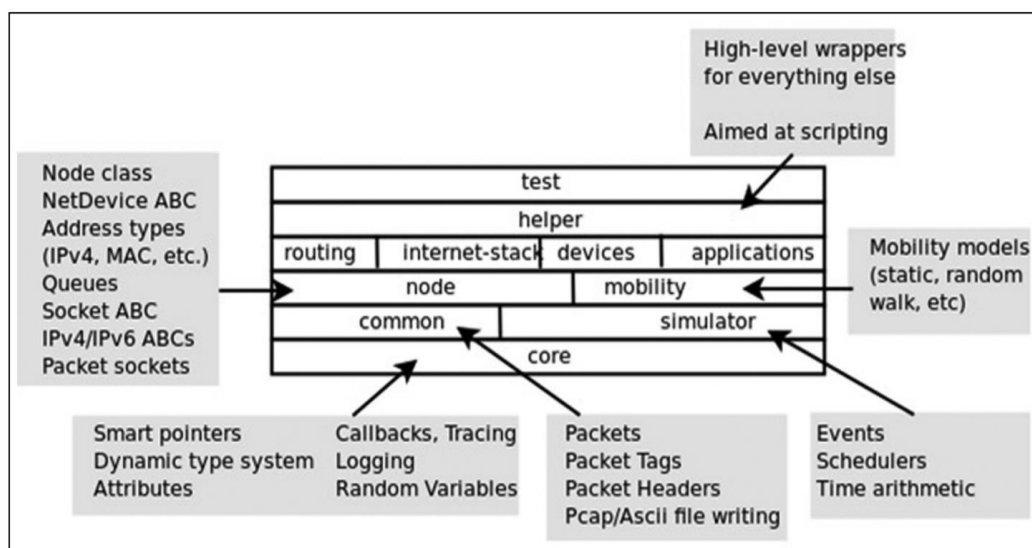 High-level wrappers
for everything else
Aimed at scripting
Node class
NetDevice ABC
Address types
(IPv4, MAC, etc.)
Queues
Socket ABC
IPv4/IPv6 ABCs
Packet sockets
test
helper
routing internet-stack devices applications
node mobility
common simulator
core
Mobility models
(static, random
walk, etc)
Smart pointers Callbacks, Tracing
Dynamic type system Logging
Attributes Random Variables
Packets
Packet Tags
Packet Headers
Pcap/Ascii file writing
Events
Schedulers
Time arithmetic